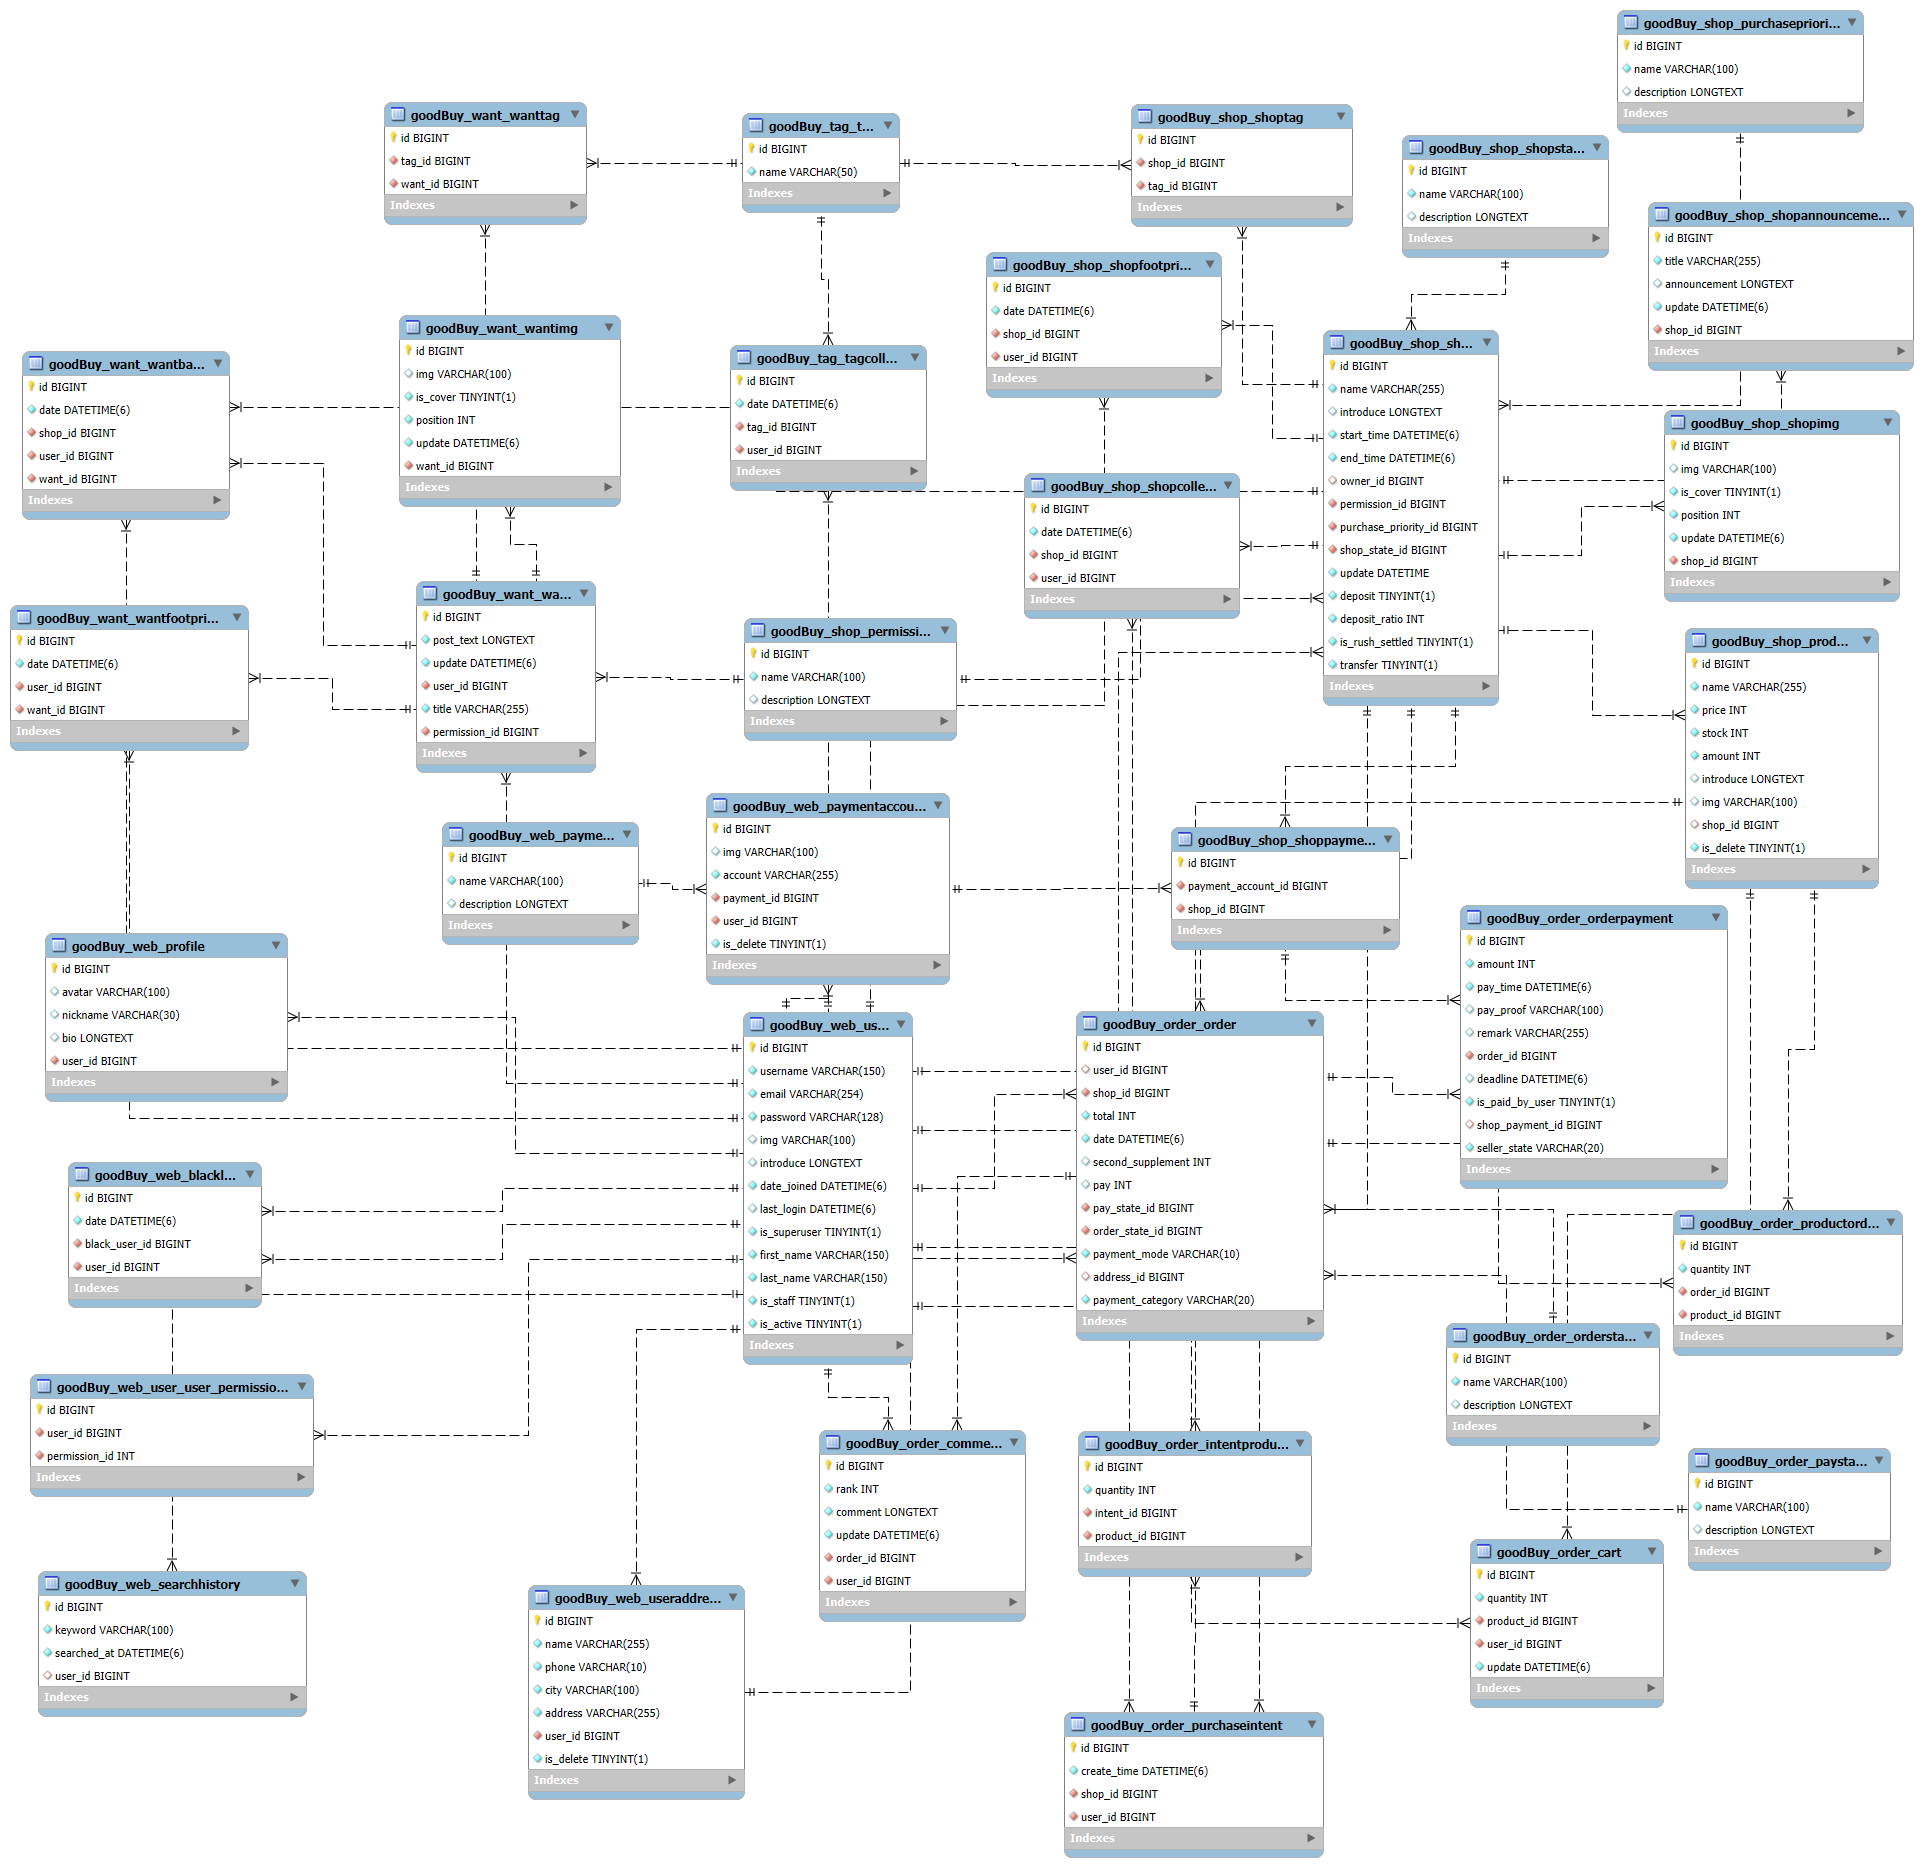 goodBuy_shop_purchasepriori...
id BIGINT
name VARCHAR(100)
description LONGTEXT
Indexes
goodBuy_want_wanttag
id BIGINT
tag_id BIGINT
want_id BIGINT
Indexes
goodBuy_tag_t...
id BIGINT
name VARCHAR(50)
Indexes
goodBuy_shop_shoptag
id BIGINT
shop_id BIGINT
tag_id BIGINT
Indexes
goodBuy_shop_shopsta...
id BIGINT
name VARCHAR(100)
description LONGTEXT
Indexes
goodBuy_shop_shopannounceme...
id BIGINT
title VARCHAR(255)
announcement LONGTEXT
update DATETIME(6)
shop_id BIGINT
Indexes
goodBuy_shop_shopfootpri...
id BIGINT
date DATETIME(6)
shop_id BIGINT
user_id BIGINT
Indexes
goodBuy_want_wantimg
id BIGINT
img VARCHAR(100)
is_cover TINYINT(1)
position INT
update DATETIME(6)
want_id BIGINT
Indexes
goodBuy_shop_sh...
id BIGINT
name VARCHAR(255)
introduce LONGTEXT
start_time DATETIME(6)
end_time DATETIME(6)
owner_id BIGINT
permission_id BIGINT
purchase_priority_id BIGINT
shop_state_id BIGINT
update DATETIME
deposit TINYINT(1)
deposit_ratio INT
is_rush_settled TINYINT(1)
transfer TINYINT(1)
Indexes
goodBuy_want_wantba...
id BIGINT
date DATETIME(6)
shop_id BIGINT
user_id BIGINT
want_id BIGINT
Indexes
goodBuy_tag_tagcoll...
id BIGINT
date DATETIME(6)
tag_id BIGINT
user_id BIGINT
Indexes
goodBuy_shop_shopimg
id BIGINT
img VARCHAR(100)
is_cover TINYINT(1)
position INT
update DATETIME(6)
shop_id BIGINT
Indexes
goodBuy_shop_shopcolle...
id BIGINT
date DATETIME(6)
shop_id BIGINT
user_id BIGINT
Indexes
goodBuy_want_wa...
id BIGINT
post_text LONGTEXT
update DATETIME(6)
user_id BIGINT
title VARCHAR(255)
permission_id BIGINT
Indexes
goodBuy_want_wantfootpri...
id BIGINT
date DATETIME(6)
user_id BIGINT
want_id BIGINT
Indexes
goodBuy_shop_permissi...
id BIGINT
name VARCHAR(100)
description LONGTEXT
Indexes
goodBuy_shop_prod...
id BIGINT
name VARCHAR(255)
price INT
stock INT
amount INT
introduce LONGTEXT
img VARCHAR(100)
shop_id BIGINT
is_delete TINYINT(1)
Indexes
goodBuy_web_paymentaccou...
id BIGINT
img VARCHAR(100)
account VARCHAR(255)
payment_id BIGINT
user_id BIGINT
is_delete TINYINT(1)
Indexes
goodBuy_web_payme...
id BIGINT
name VARCHAR(100)
description LONGTEXT
Indexes
goodBuy_shop_shoppayme...
id BIGINT
payment_account_id BIGINT
shop_id BIGINT
Indexes
goodBuy_order_orderpayment
id BIGINT
amount INT
pay_time DATETIME(6)
pay_proof VARCHAR(100)
remark VARCHAR(255)
order_id BIGINT
deadline DATETIME(6)
is_paid_by_user TINYINT(1)
shop_payment_id BIGINT
seller_state VARCHAR(20)
Indexes
goodBuy_web_profile
id BIGINT
avatar VARCHAR(100)
nickname VARCHAR(30)
bio LONGTEXT
user_id BIGINT
Indexes
goodBuy_web_us...
id BIGINT
username VARCHAR(150)
email VARCHAR(254)
password VARCHAR(128)
img VARCHAR(100)
introduce LONGTEXT
date_joined DATETIME(6)
last_login DATETIME(6)
is_superuser TINYINT(1)
first_name VARCHAR(150)
last_name VARCHAR(150)
is_staff TINYINT(1)
is_active TINYINT(1)
Indexes
goodBuy_order_order
id BIGINT
user_id BIGINT
shop_id BIGINT
total INT
date DATETIME(6)
second_supplement INT
pay INT
pay_state_id BIGINT
order_state_id BIGINT
payment_mode VARCHAR(10)
address_id BIGINT
payment_category VARCHAR(20)
Indexes
goodBuy_web_blackl...
id BIGINT
date DATETIME(6)
black_user_id BIGINT
user_id BIGINT
Indexes
goodBuy_order_productord...
id BIGINT
quantity INT
order_id BIGINT
product_id BIGINT
Indexes
goodBuy_order_ordersta...
id BIGINT
name VARCHAR(100)
description LONGTEXT
Indexes
goodBuy_web_user_user_permissio...
id BIGINT
user_id BIGINT
permission_id INT
Indexes
goodBuy_order_comme...
id BIGINT
rank INT
comment LONGTEXT
update DATETIME(6)
order_id BIGINT
user_id BIGINT
Indexes
goodBuy_order_intentprodu...
id BIGINT
quantity INT
intent_id BIGINT
product_id BIGINT
Indexes
goodBuy_order_paysta...
id BIGINT
name VARCHAR(100)
description LONGTEXT
Indexes
goodBuy_order_cart
id BIGINT
quantity INT
product_id BIGINT
user_id BIGINT
update DATETIME(6)
Indexes
goodBuy_web_searchhistory
id BIGINT
keyword VARCHAR(100)
searched_at DATETIME(6)
user_id BIGINT
Indexes
goodBuy_web_useraddre...
id BIGINT
name VARCHAR(255)
phone VARCHAR(10)
city VARCHAR(100)
address VARCHAR(255)
user_id BIGINT
is_delete TINYINT(1)
Indexes
goodBuy_order_purchaseintent
id BIGINT
create_time DATETIME(6)
shop_id BIGINT
user_id BIGINT
Indexes